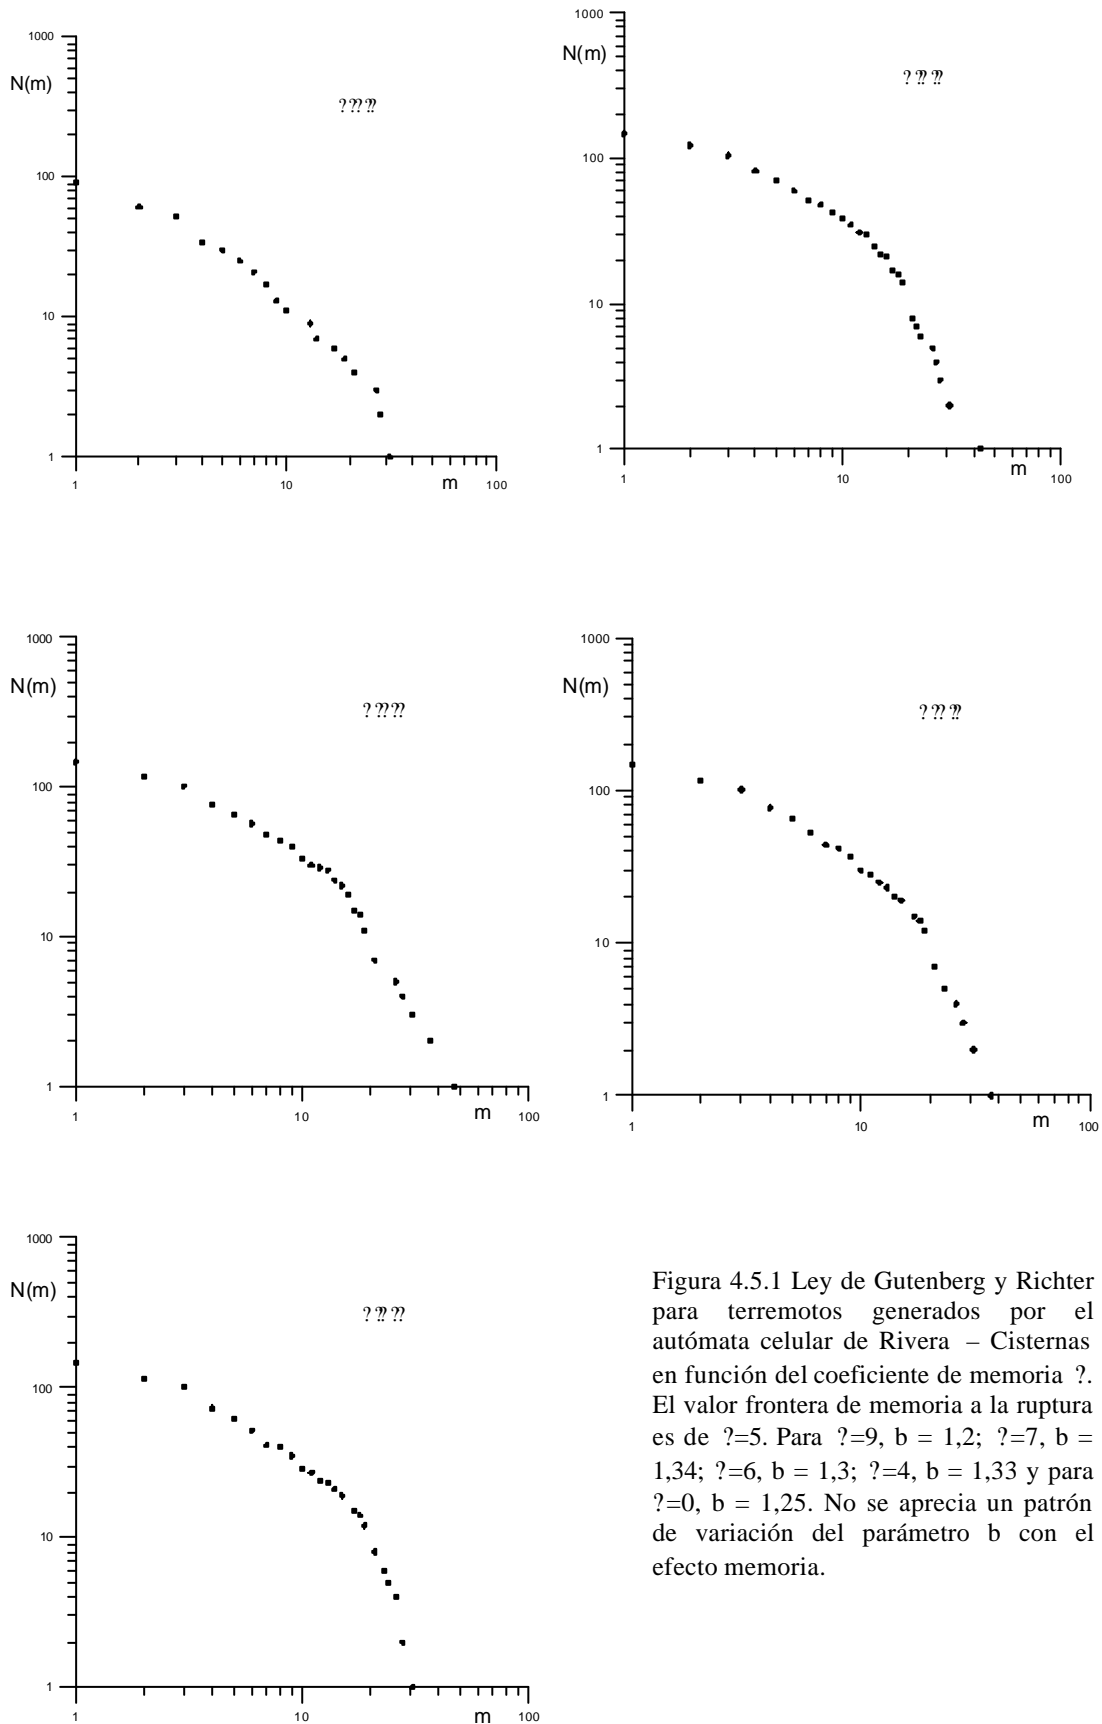 1000
N(m)
? ??? ??
100
10
1
1
10
m
100
1000
N(m)
? ?? ??
100
10
1
1
10
m
100
1000
N(m)
? ??? ??
100
10
1
1
10
m
100
1000
N(m)
? ??? ??
100
10
1
1
10
m
100
1000
N(m)
? ??? ??
100
10
1
1
10
m
100
Figura 4.5.1 Ley de Gutenberg y Richter
para terremotos generados por el
autómata celular de Rivera – Cisternas
en función del coeficiente de memoria ?.
El valor frontera de memoria a la ruptura
es de ?=5. Para ?=9, b = 1,2; ?=7, b =
1,34; ?=6, b = 1,3; ?=4, b = 1,33 y para
?=0, b = 1,25. No se aprecia un patrón
de variación del parámetro b con el
efecto memoria.